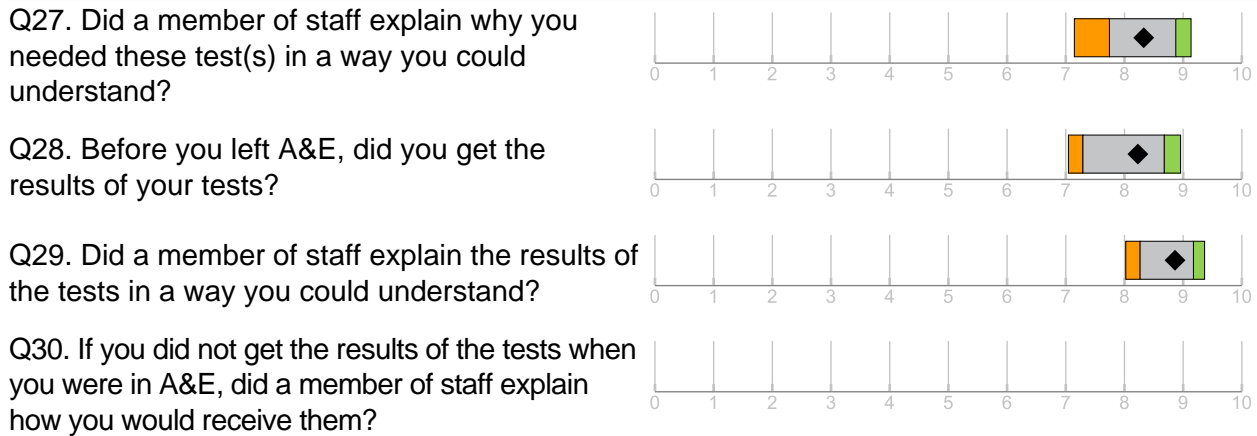 Q27. Did a member of staff explain why you
needed these test(s) in a way you could
understand?
0 1 2 3 4 5 6 7 8 9 10
Q28. Before you left A&E, did you get the
results of your tests?
0 1 2 3 4 5 6 7 8 9 10
Q29. Did a member of staff explain the results of
the tests in a way you could understand?
0 1 2 3 4 5 6 7 8 9 10
Q30. If you did not get the results of the tests when
you were in A&E, did a member of staff explain
how you would receive them?
0 1 2 3 4 5 6 7 8 9 10